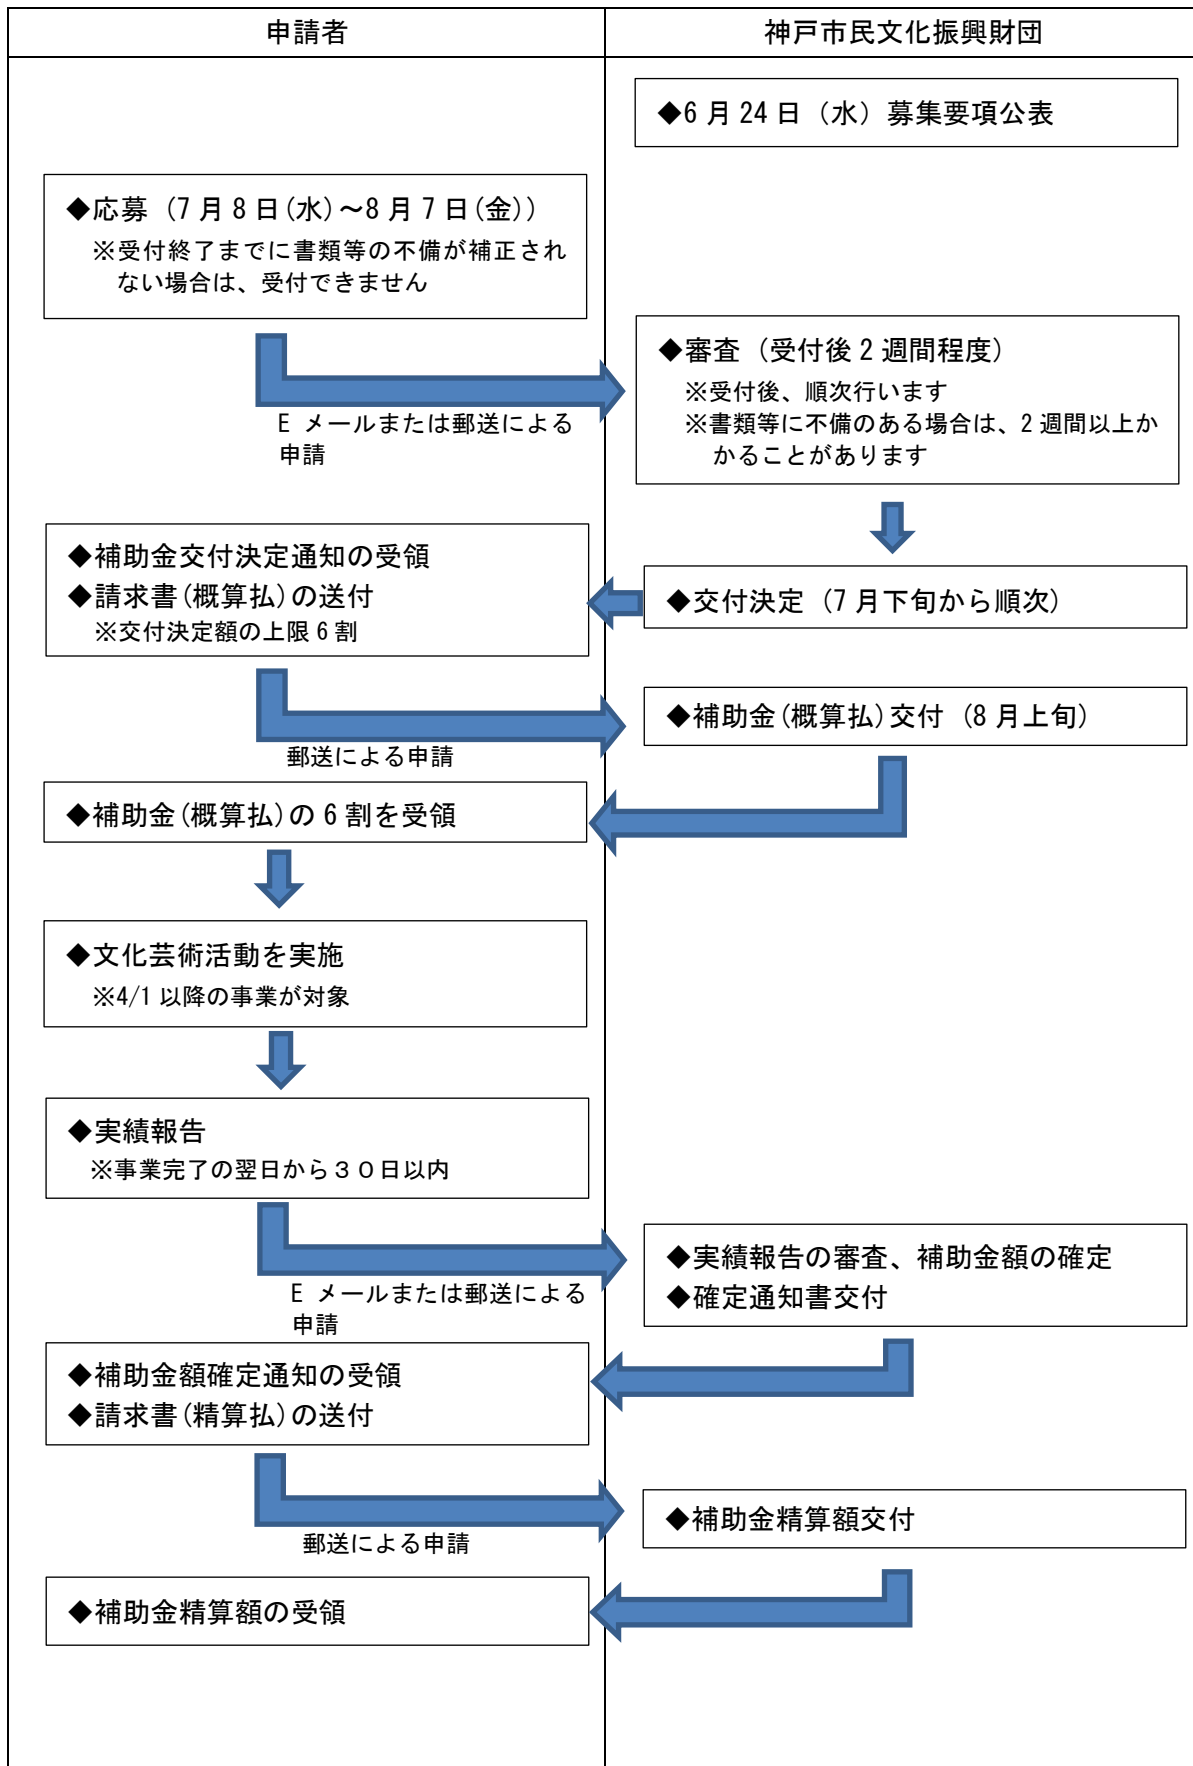 申請者
神戸市民文化振興財団
◆6月24日（水）募集要項公表
◆応募（7月8日(水)～8月7日(金)）
※受付終了までに書類等の不備が補正され
ない場合は、受付できません
E メールまたは郵送による
申請
◆審査（受付後2週間程度）
※受付後、順次行います
※書類等に不備のある場合は、2週間以上か
かることがあります
◆交付決定（7月下旬から順次）
◆補助金交付決定通知の受領
◆請求書(概算払)の送付
※交付決定額の上限6割
郵送による申請
◆補助金(概算払)交付（8月上旬）
◆補助金(概算払)の6割を受領
◆文化芸術活動を実施
※4/1以降の事業が対象
◆実績報告
※事業完了の翌日から３０日以内
E メールまたは郵送による
申請
◆実績報告の審査、補助金額の確定
◆確定通知書交付
◆補助金額確定通知の受領
◆請求書(精算払)の送付
郵送による申請
◆補助金精算額交付
◆補助金精算額の受領